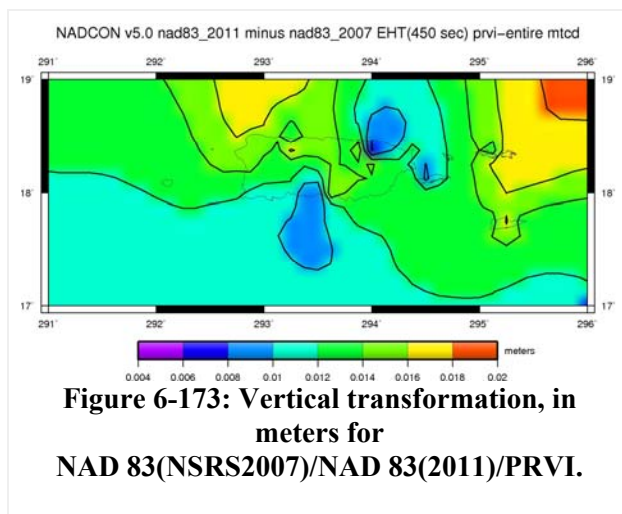 NADCON v5.0 nad83_2011 minus nad83_2007 EHT(450 sec) prvi-entire mtcd
291˚ 292˚ 293˚ 294˚ 295˚ 296˚
19˚ 19˚
18˚ 18˚
17˚ 17˚
291˚ 292˚ 293˚ 294˚ 295˚ 296˚
meters
0.004 0.006 0.008 0.010 0.012 0.014 0.016 0.018 0.02
Figure 6-173: Vertical transformation, in
meters for
NAD 83(NSRS2007)/NAD 83(2011)/PRVI.